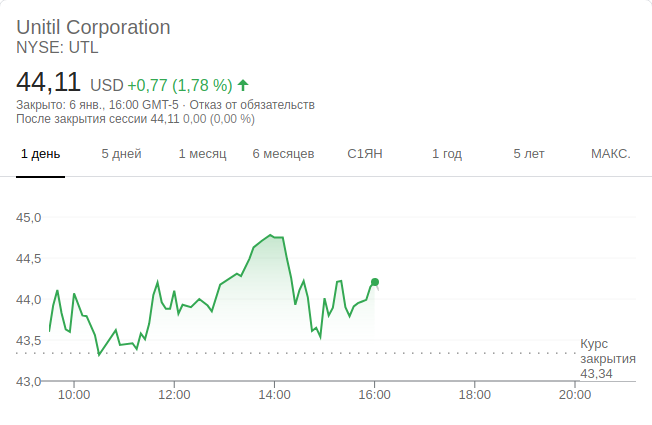 Unitil Corporation
NYSE: UTL
44,11 USD +0,77 (1,78 %)
Закрыто: 6 янв., 16:00 GMT-5 · Отказ от обязательств
После закрытия сессии 44,11 0,00 (0,00 %)
1 день 5 дней 1 месяц 6 месяцев С1ЯН 1 год 5 лет МАКС.
45,0
44,5
44,0
43,5
Курс
закрытия
43,34
43,0
10:00 12:00 14:00 16:00 18:00 20:00